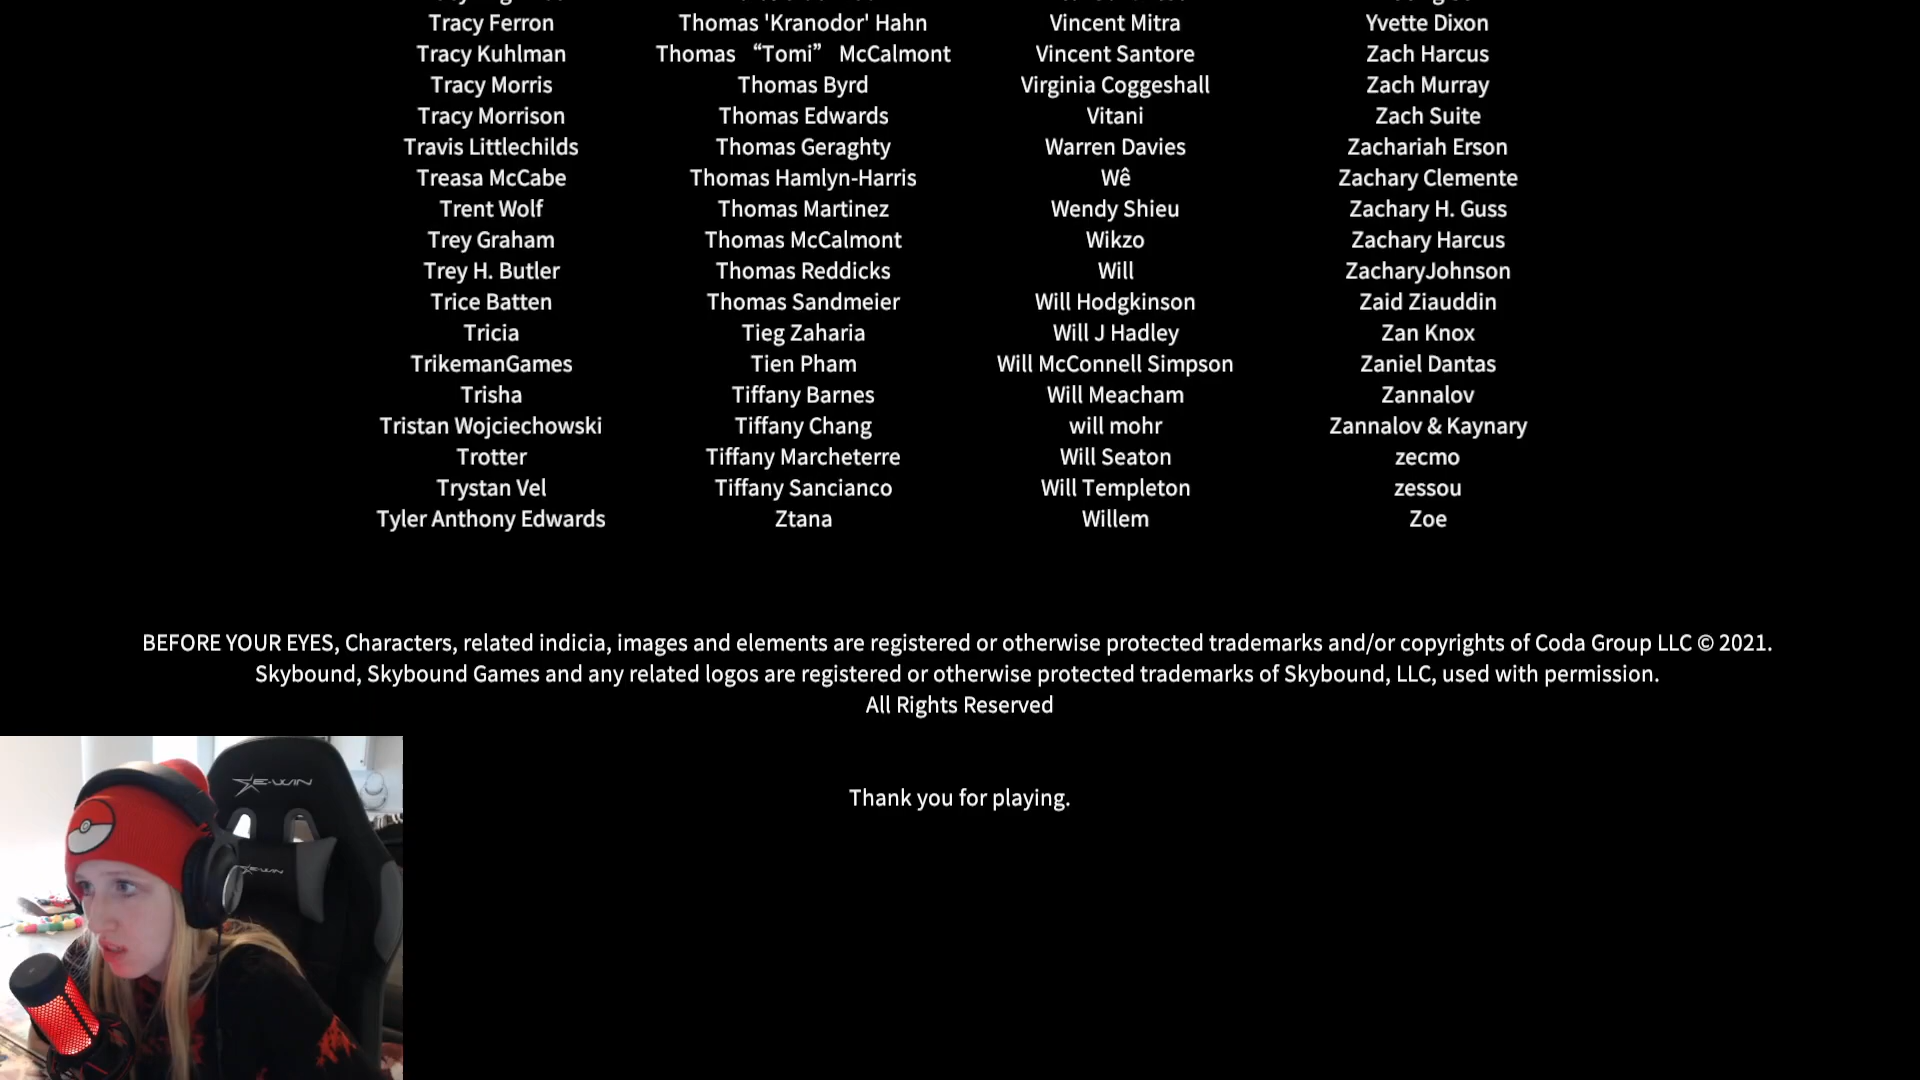 Tracy Ferron
Tracy Kuhlman
Tracy Morris
Tracy Morrison
Travis Littlechilds
Treasa McCabe
Trent Wolf
Trey Graham
Trey H. Butler
Trice Batten
Tricia
TrikemanGames
Trisha
Tristan Wojciechowski
Trotter
Trystan Vel
Tyler Anthony Edwards
Thomas 'Kranodor' Hahn
Thomas “Tomi” McCalmont
Thomas Byrd
Thomas Edwards
Thomas Geraghty
Thomas Hamlyn-Harris
Thomas Martinez
Thomas McCalmont
Thomas Reddicks
Thomas Sandmeier
Tieg Zaharia
Tien Pham
Tiffany Barnes
Tiffany Chang
Tiffany Marcheterre
Tiffany Sancianco
Ztana
Vincent Mitra
Vincent Santore
Virginia Coggeshall
Vitani
Warren Davies
Wê
Wendy Shieu
Wikzo
Will
Will Hodgkinson
Will J Hadley
Will McConnell Simpson
Will Meacham
will mohr
Will Seaton
Will Templeton
Willem
Yvette Dixon
Zach Harcus
Zach Murray
Zach Suite
Zachariah Erson
Zachary Clemente
Zachary H. Guss
Zachary Harcus
ZacharyJohnson
Zaid Ziauddin
Zan Knox
Zaniel Dantas
Zannalov
Zannalov & Kaynary
zecmo
zessou
Zoe
BEFORE YOUR EYES, Characters, related indicia, images and elements are registered or otherwise protected trademarks and/or copyrights of Coda Group LLC © 2021.
Skybound, Skybound Games and any related logos are registered or otherwise protected trademarks of Skybound, LLC, used with permission.
All Rights Reserved
Thank you for playing.
E-WIN
E-WIN